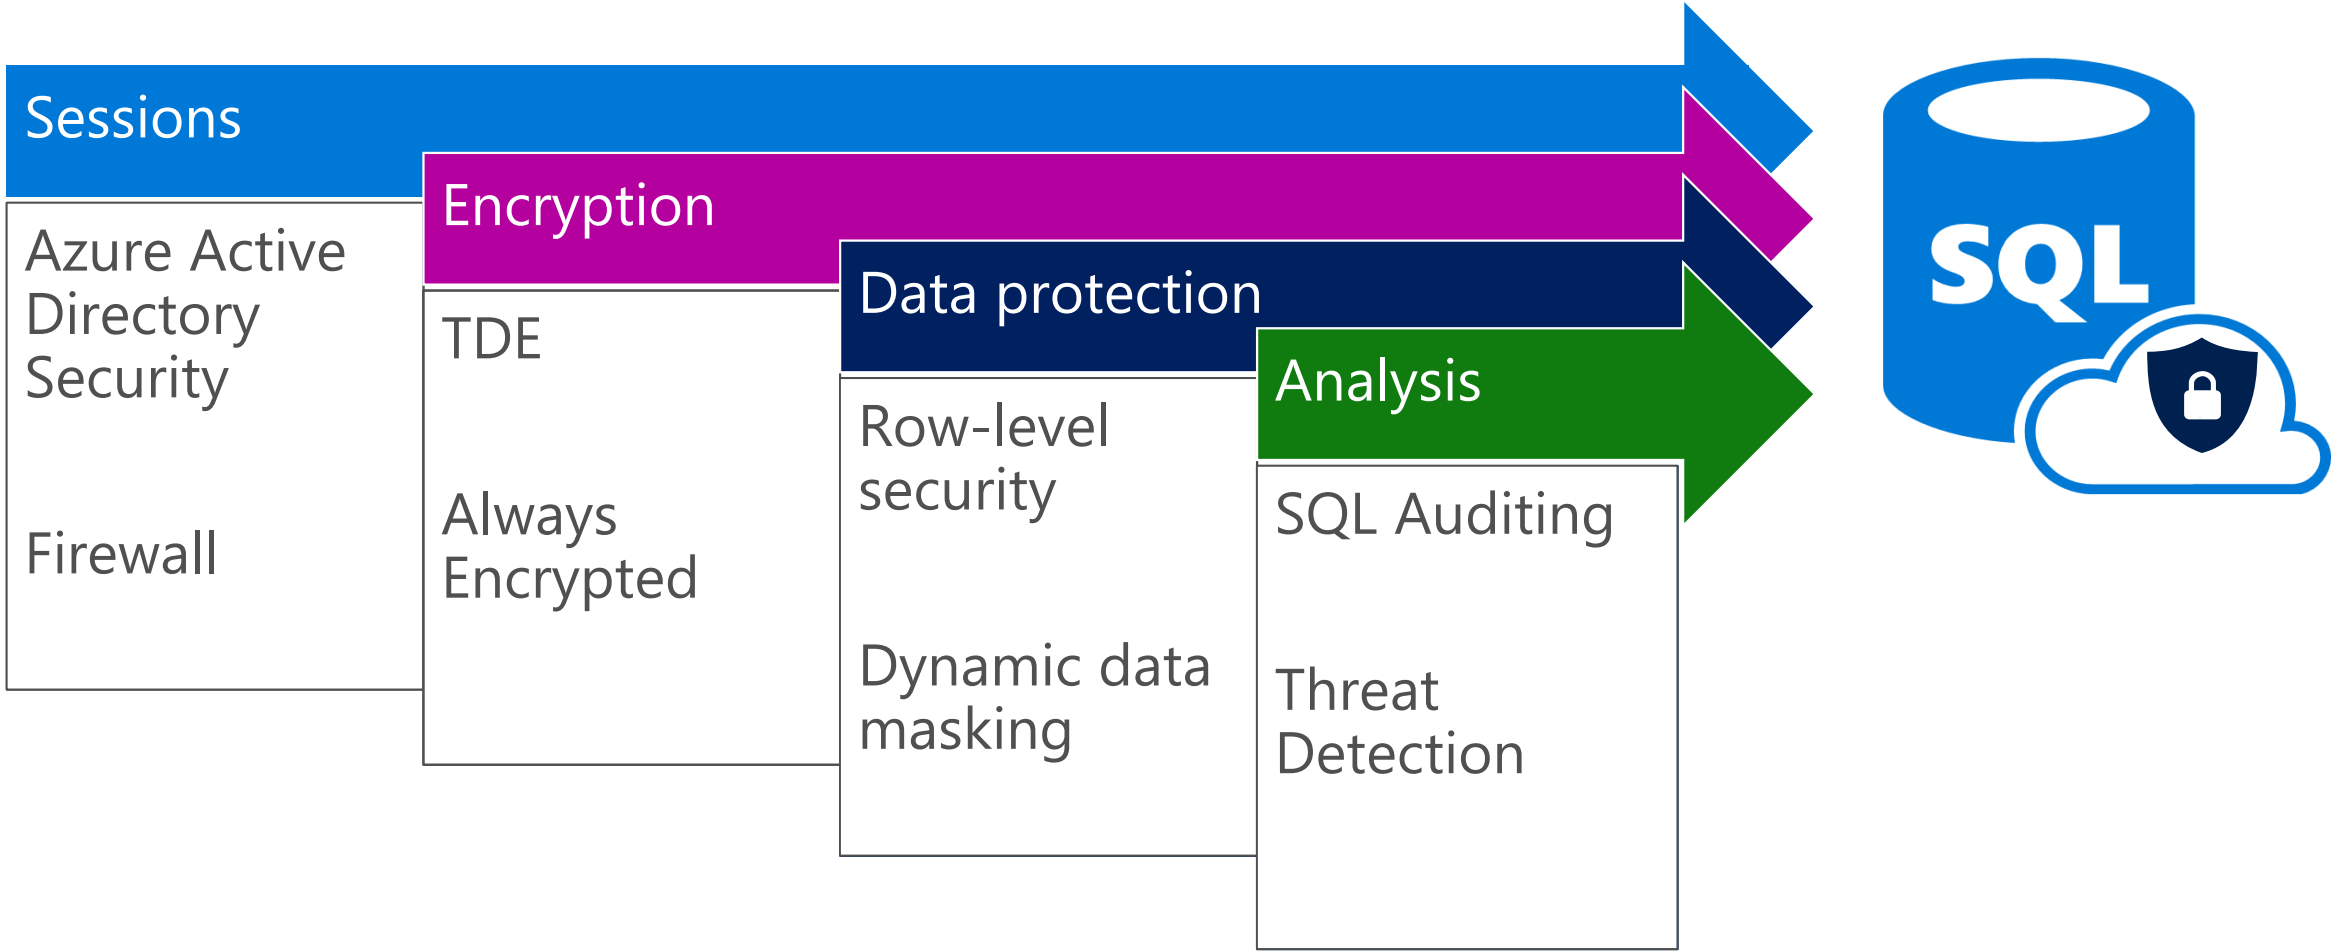 Sessions
Azure Active
Directory
Security
Firewall
Encryption
TDE
Always
Encrypted
Data protection
Row-level
security
Dynamic data
masking
Analysis
SQL Auditing
Threat
Detection
SQL